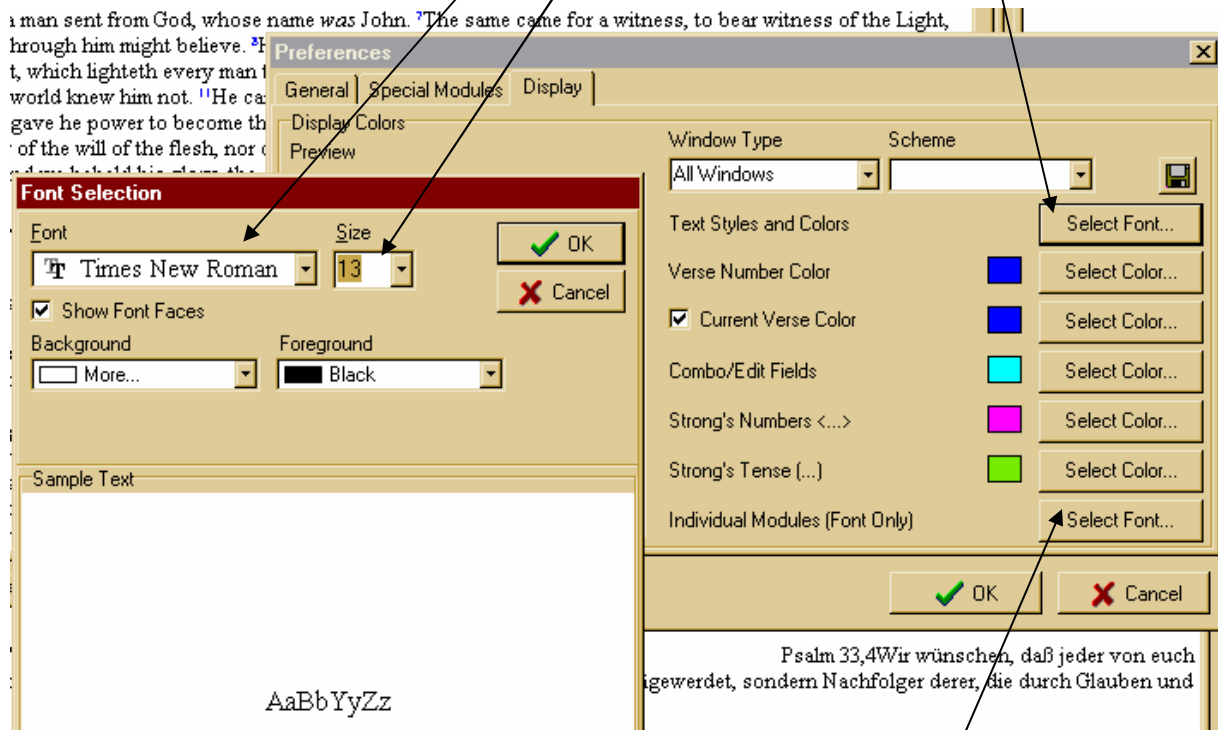 a man sent from God, whose name was John. 7The same came for a witness, to bear witness of the Light,
hrough him might believe.
t, which lighteth every man
world knew him not. 11He ca
gave he power to become th
of the will of the flesh, nor
Preferences
General Special Modules Display
Display Colors
Preview
Window Type Scheme
All Windows
Text Styles and Colors Select Font...
Verse Number Color Select Color...
Current Verse Color Select Color...
Combo/Edit Fields Select Color...
Strong's Numbers <...> Select Color...
Strong's Tense (...) Select Color...
Individual Modules (Font Only) Select Font...
OK Cancel
Font Selection
Font Size
Times New Roman 13
OK
Cancel
Show Font Faces
Background Foreground
More... Black
Sample Text
AaBbYyZz
Psalm 33,4Wir wünschen, daß jeder von euch
igewerdet, sondern Nachfolger derer, die durch Glauben und